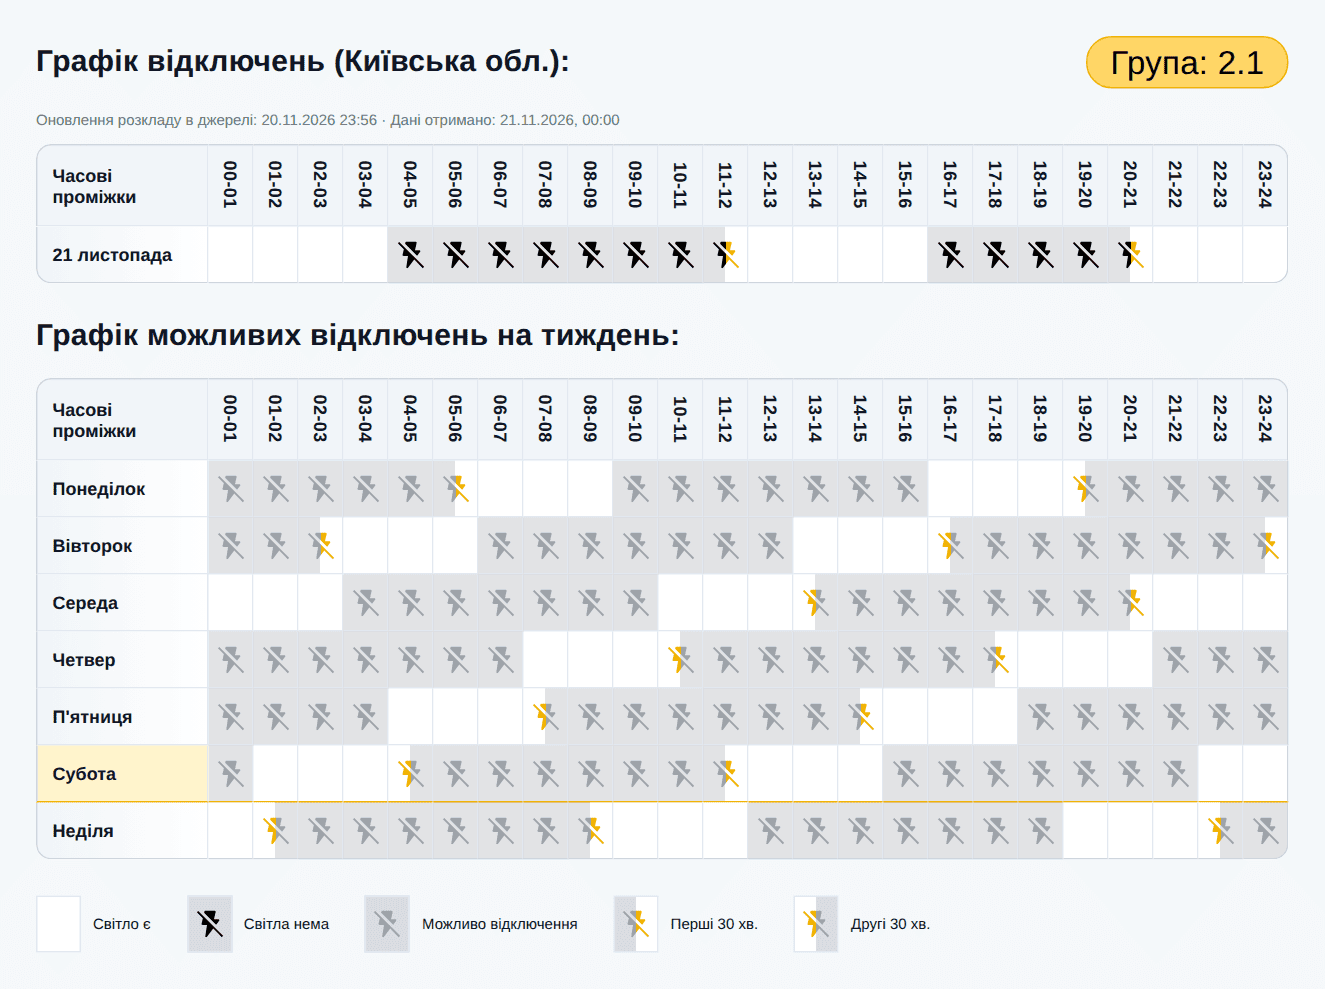 Графік відключень (Київська обл.):
Група: 2.1
Оновлення розкладу в джерелі: 20.11.2026 23:56 · Дані отримано: 21.11.2026, 00:00
Часові проміжки 00-01 01-02 02-03 03-04 04-05 05-06 06-07 07-08 08-09 09-10 10-11 11-12 12-13 13-14 14-15 15-16 16-17 17-18 18-19 19-20 20-21 21-22 22-23 23-24
21 листопада
Графік можливих відключень на тиждень:
Часові проміжки 00-01 01-02 02-03 03-04 04-05 05-06 06-07 07-08 08-09 09-10 10-11 11-12 12-13 13-14 14-15 15-16 16-17 17-18 18-19 19-20 20-21 21-22 22-23 23-24
Понеділок
Вівторок
Середа
Четвер
П'ятниця
Субота
Неділя
Світло є Світла нема Можливо відключення Перші 30 хв. Другі 30 хв.